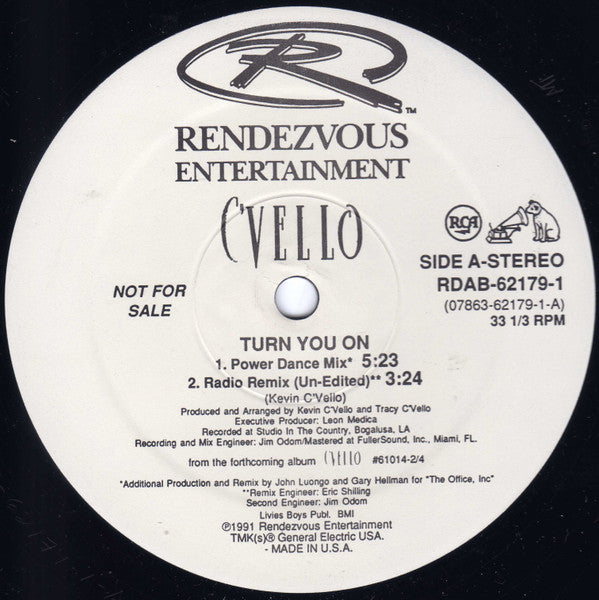 R™
RENDEZVOUS
ENTERTAINMENT
C'VELLO
RCA
SIDE A-STEREO
RDAB-62179-1
(07863-62179-1-A)
33 1/3 RPM
NOT FOR
SALE
TURN YOU ON
1. Power Dance Mix* 5:23
2. Radio Remix (Un-Edited)** 3:24
(Kevin C'Vello)
Produced and Arranged by Kevin C'Vello and Tracy C'Vello
Executive Producer: Leon Medica
Recorded at Studio In The Country, Bogalusa, LA
Recording and Mix Engineer: Jim Odom/Mastered at FullerSound, Inc., Miami, FL.
from the forthcoming album C'VELLO #61014-2/4
*Additional Production and Remix by John Luongo and Gary Hellman for "The Office, Inc"
**Remix Engineer: Eric Shilling
Second Engineer: Jim Odom
Livies Boys Publ. BMI
℗1991 Rendezvous Entertainment
TMK(s)® General Electric USA.
- MADE IN U.S.A.